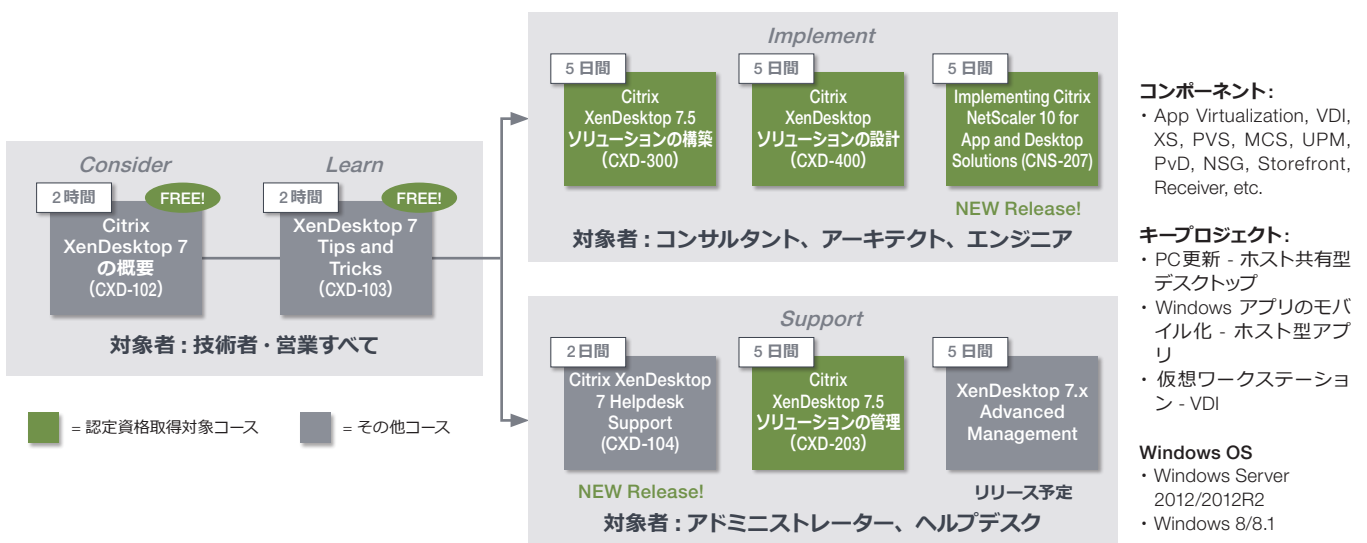 Consider
Learn
2時間
FREE!
Citrix
XenDesktop 7
の概要
(CXD-102)
2時間
FREE!
XenDesktop 7
Tips and
Tricks
(CXD-103)
対象者 : 技術者・営業すべて
= 認定資格取得対象コース
= その他コース
Implement
5日間
Citrix
XenDesktop 7.5
ソリューションの構築
(CXD-300)
5日間
Citrix
XenDesktop
ソリューションの設計
(CXD-400)
5日間
Implementing Citrix
NetScaler 10 for
App and Desktop
Solutions (CNS-207)
NEW Release!
対象者 : コンサルタント、アーキテクト、エンジニア
Support
2日間
Citrix XenDesktop
7 Helpdesk
Support
(CXD-104)
NEW Release!
5日間
Citrix
XenDesktop 7.5
ソリューションの管理
(CXD-203)
5日間
XenDesktop 7.x
Advanced
Management
リリース予定
対象者 : アドミニストレーター、ヘルプデスク
コンポーネント:
・App Virtualization, VDI,
XS, PVS, MCS, UPM,
PvD, NSG, Storefront,
Receiver, etc.
キープロジェクト:
・PC更新 - ホスト共有型
デスクトップ
・Windows アプリのモバ
イル化 - ホスト型アプ
リ
・仮想ワークステーショ
ン - VDI
Windows OS
・Windows Server
2012/2012R2
・Windows 8/8.1